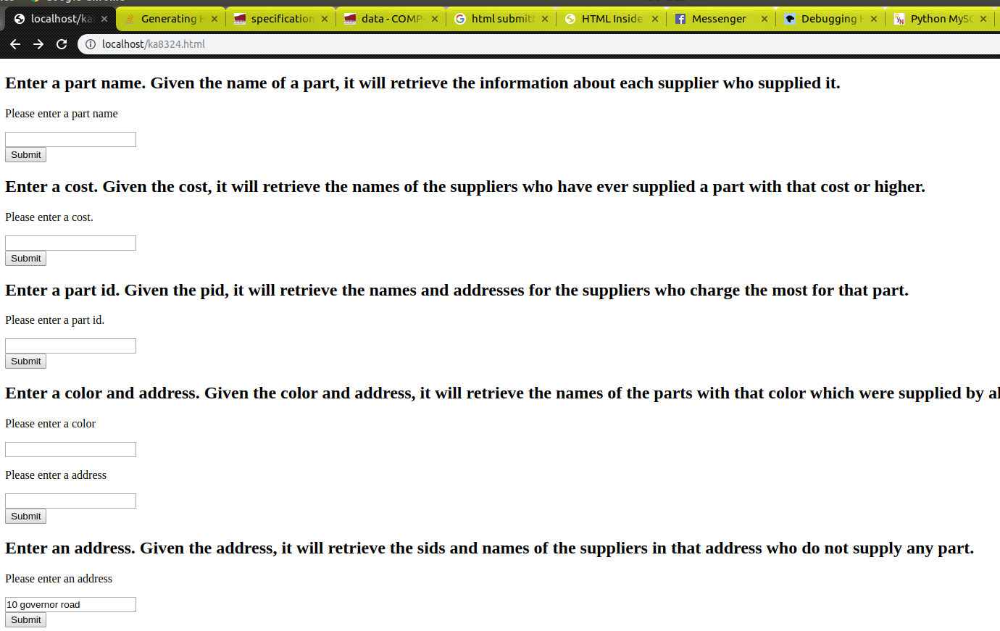 localhost/ka
Generating
specification
data - COMP-
html submitt
HTML Inside
Messenger
Debugging
Python MyS
localhost/ka8324.html
Enter a part name. Given the name of a part, it will retrieve the information about each supplier who supplied it.
Please enter a part name
Submit
Enter a cost. Given the cost, it will retrieve the names of the suppliers who have ever supplied a part with that cost or higher.
Please enter a cost.
Submit
Enter a part id. Given the pid, it will retrieve the names and addresses for the suppliers who charge the most for that part.
Please enter a part id.
Submit
Enter a color and address. Given the color and address, it will retrieve the names of the parts with that color which were supplied by al
Please enter a color
Please enter a address
Submit
Enter an address. Given the address, it will retrieve the sids and names of the suppliers in that address who do not supply any part.
Please enter an address
10 governor road
Submit